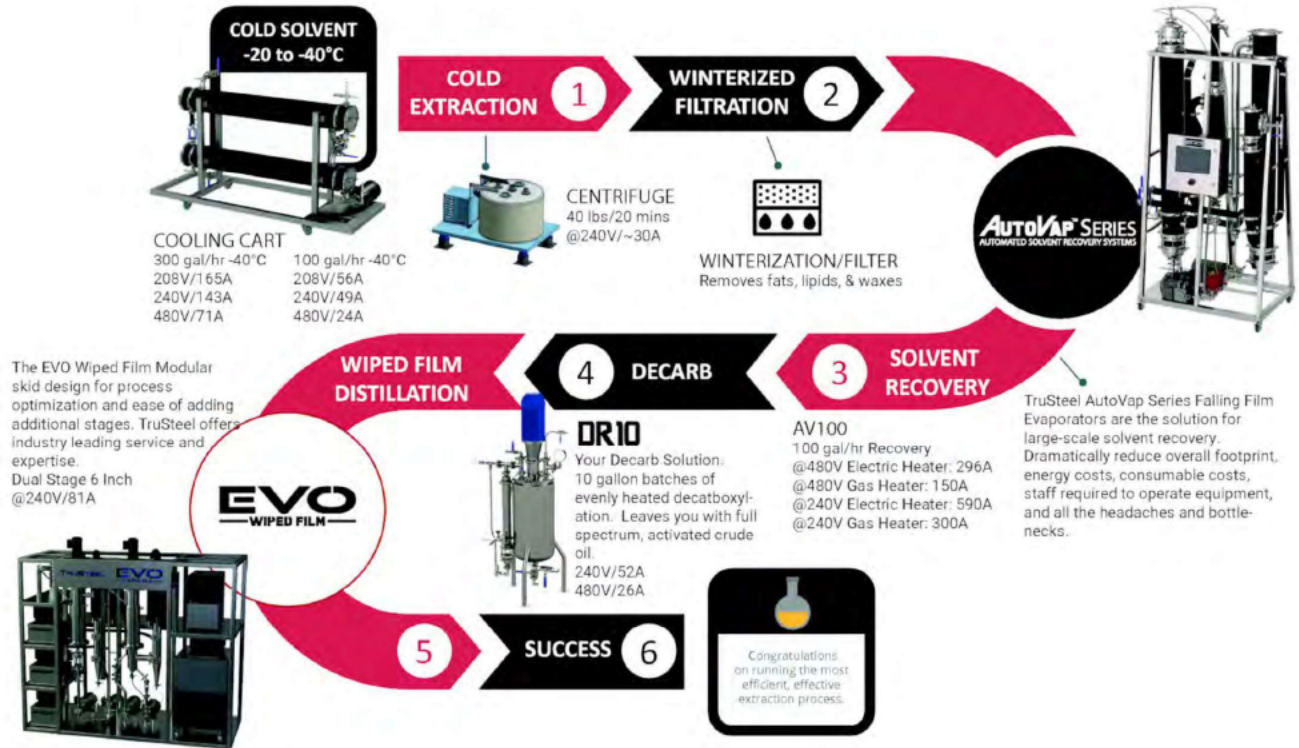 COLD SOLVENT
-20 to -40°C
COLD
EXTRACTION
1
WINTERIZED
FILTRATION
2
COOLING CART
300 gal/hr -40°C
208V/165A
240V/143A
480V/71A
100 gal/hr -40°C
208V/56A
240V/49A
480V/24A
CENTRIFUGE
40 lbs/20 mins
@240V/~30A
WINTERIZATION/FILTER
Removes fats, lipids, & waxes
AUTOVAP™ SERIES
AUTOMATED SOLVENT RECOVERY SYSTEMS
TruSteel AutoVap Series Falling Film
Evaporators are the solution for
large-scale solvent recovery.
Dramatically reduce overall footprint,
energy costs, consumable costs,
staff required to operate equipment,
and all the headaches and bottle-
necks.
3
SOLVENT
RECOVERY
AV100
100 gal/hr Recovery
@480V Electric Heater: 296A
@480V Gas Heater: 150A
@240V Electric Heater: 590A
@240V Gas Heater: 300A
4
DECARB
DR10
Your Decarb Solution.
10 gallon batches of
evenly heated decatboxyl-
ation. Leaves you with full
spectrum, activated crude
oil.
240V/52A
480V/26A
WIPED FILM
DISTILLATION
The EVO Wiped Film Modular
skid design for process
optimization and ease of adding
additional stages. TruSteel offers
industry leading service and
expertise.
Dual Stage 6 Inch
@240V/81A
EVO
WIPED FILM
TRUSTEEL
EVO
5
SUCCESS
6
Congratulations
on running the most
efficient, effective
extraction process.